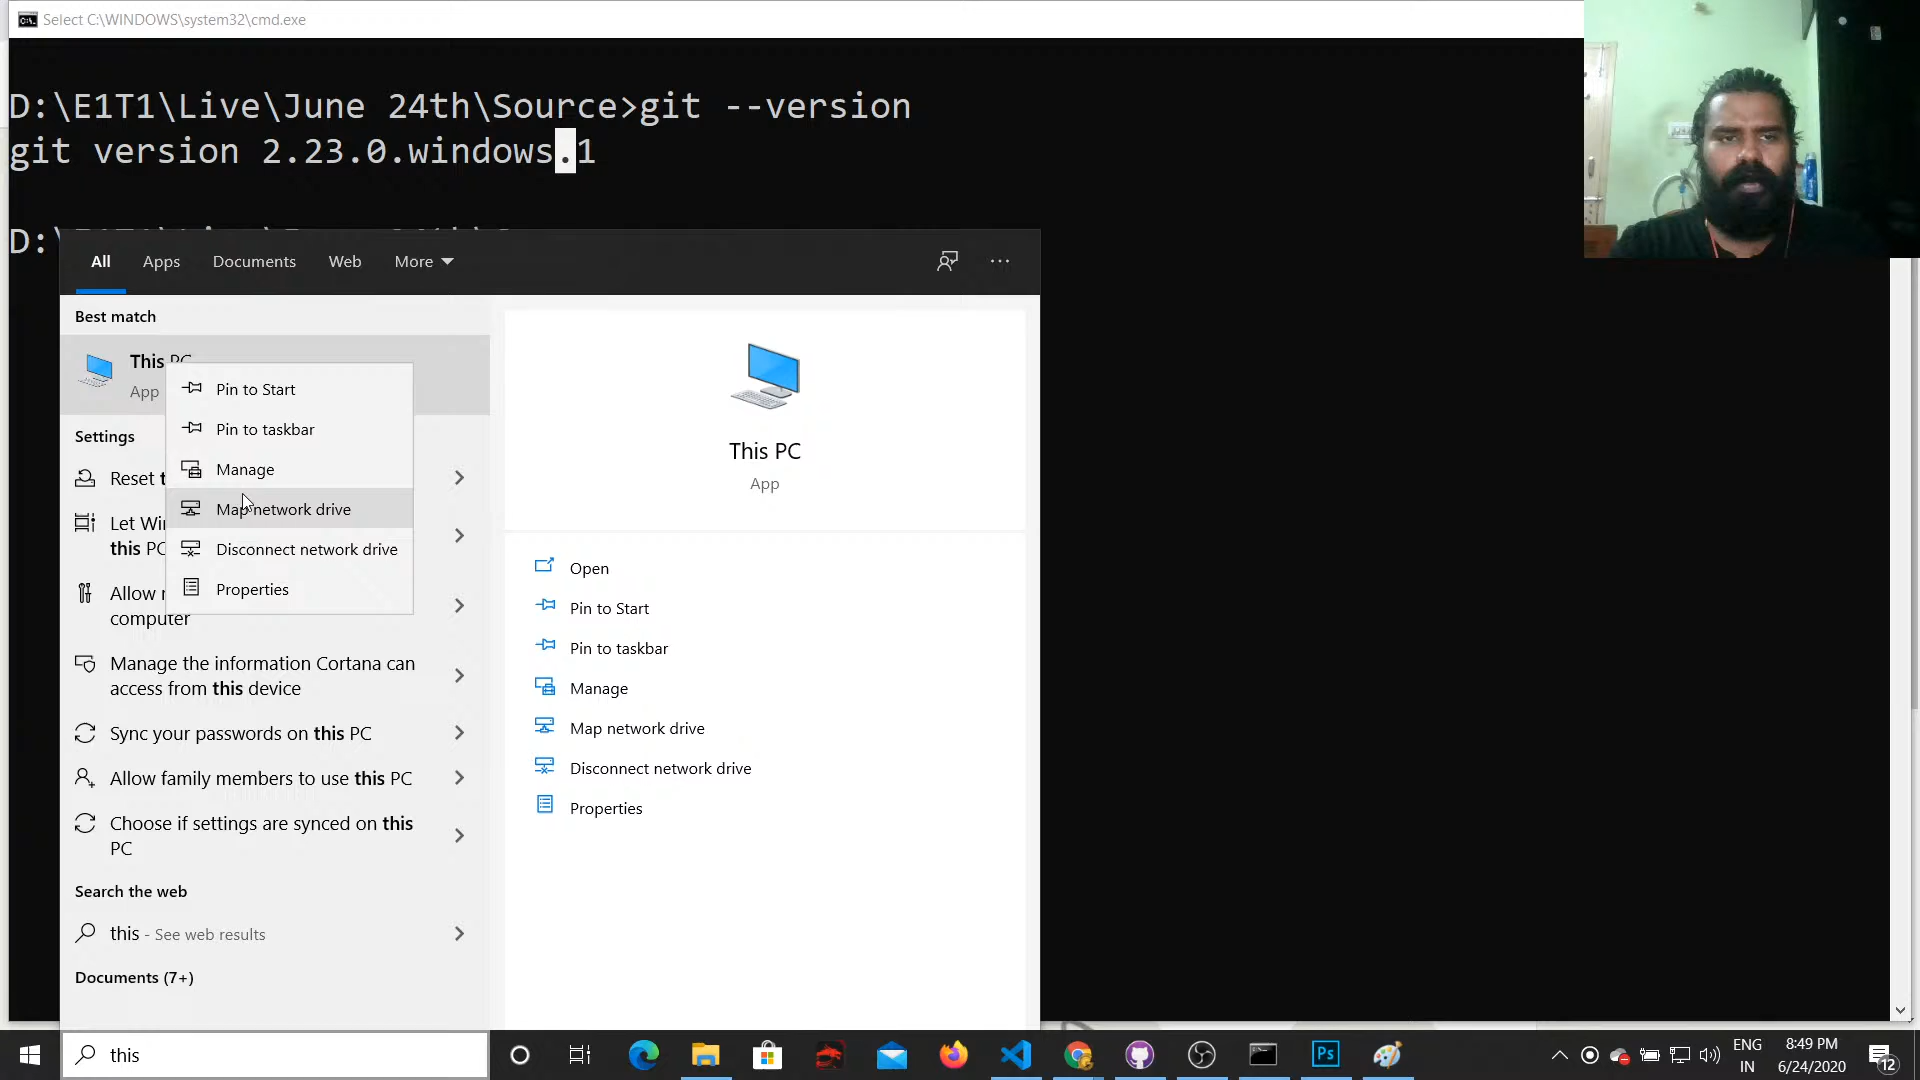 Select C:\WINDOWS\system32\cmd.exe
D:\E1T1\Live\June 24th\Source>git --version
git version 2.23.0.windows.1
D:\
All
Apps
Documents
Web
More
Best match
This PC
App
Pin to Start
Pin to taskbar
Manage
Map network drive
Disconnect network drive
Properties
Settings
Reset
Let Wi
this PC
Allow
computer
Manage the information Cortana can
access from this device
Sync your passwords on this PC
Allow family members to use this PC
Choose if settings are synced on this
PC
Search the web
this - See web results
Documents (7+)
This PC
App
Open
Pin to Start
Pin to taskbar
Manage
Map network drive
Disconnect network drive
Properties
this
Ps
ENG
IN
8:49 PM
6/24/2020
12